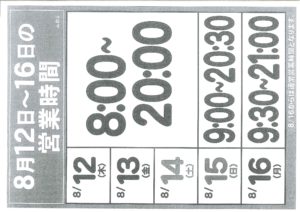 8月12日～16日の
営業時間
8/12(木)
8/13(金)
8/14(土)
8:00～
20:00
8/15(日)
9:00～20:30
8/16(月)
9:30～21:00